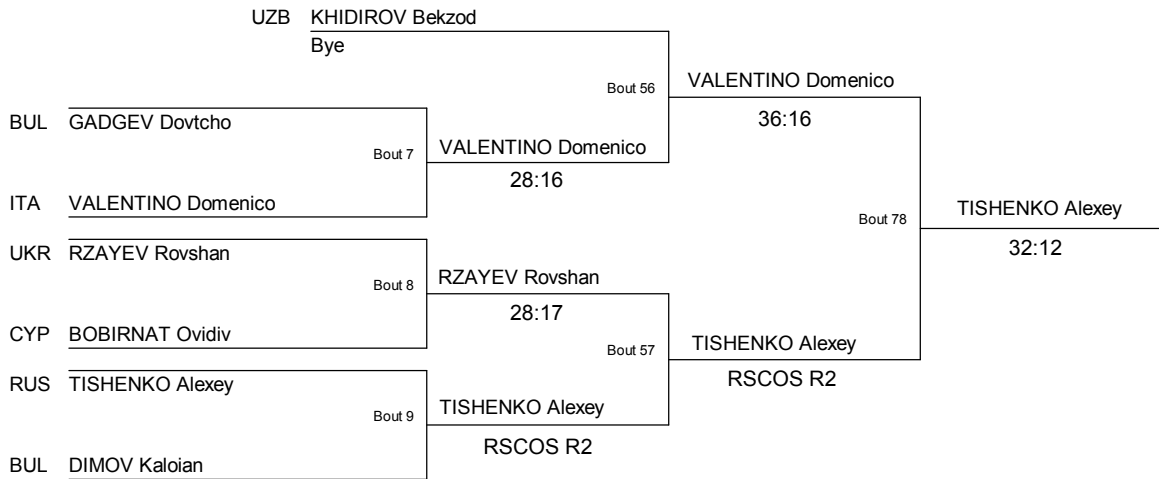 UZB KHIDIROV Bekzod
Bye
Bout 56
VALENTINO Domenico
36:16
BUL GADGEV Dovtcho
Bout 7
VALENTINO Domenico
28:16
ITA VALENTINO Domenico
Bout 78
TISHENKO Alexey
32:12
UKR RZAYEV Rovshan
Bout 8
RZAYEV Rovshan
28:17
CYP BOBIRNAT Ovidiv
Bout 57
TISHENKO Alexey
RSCOS R2
RUS TISHENKO Alexey
Bout 9
TISHENKO Alexey
RSCOS R2
BUL DIMOV Kaloian